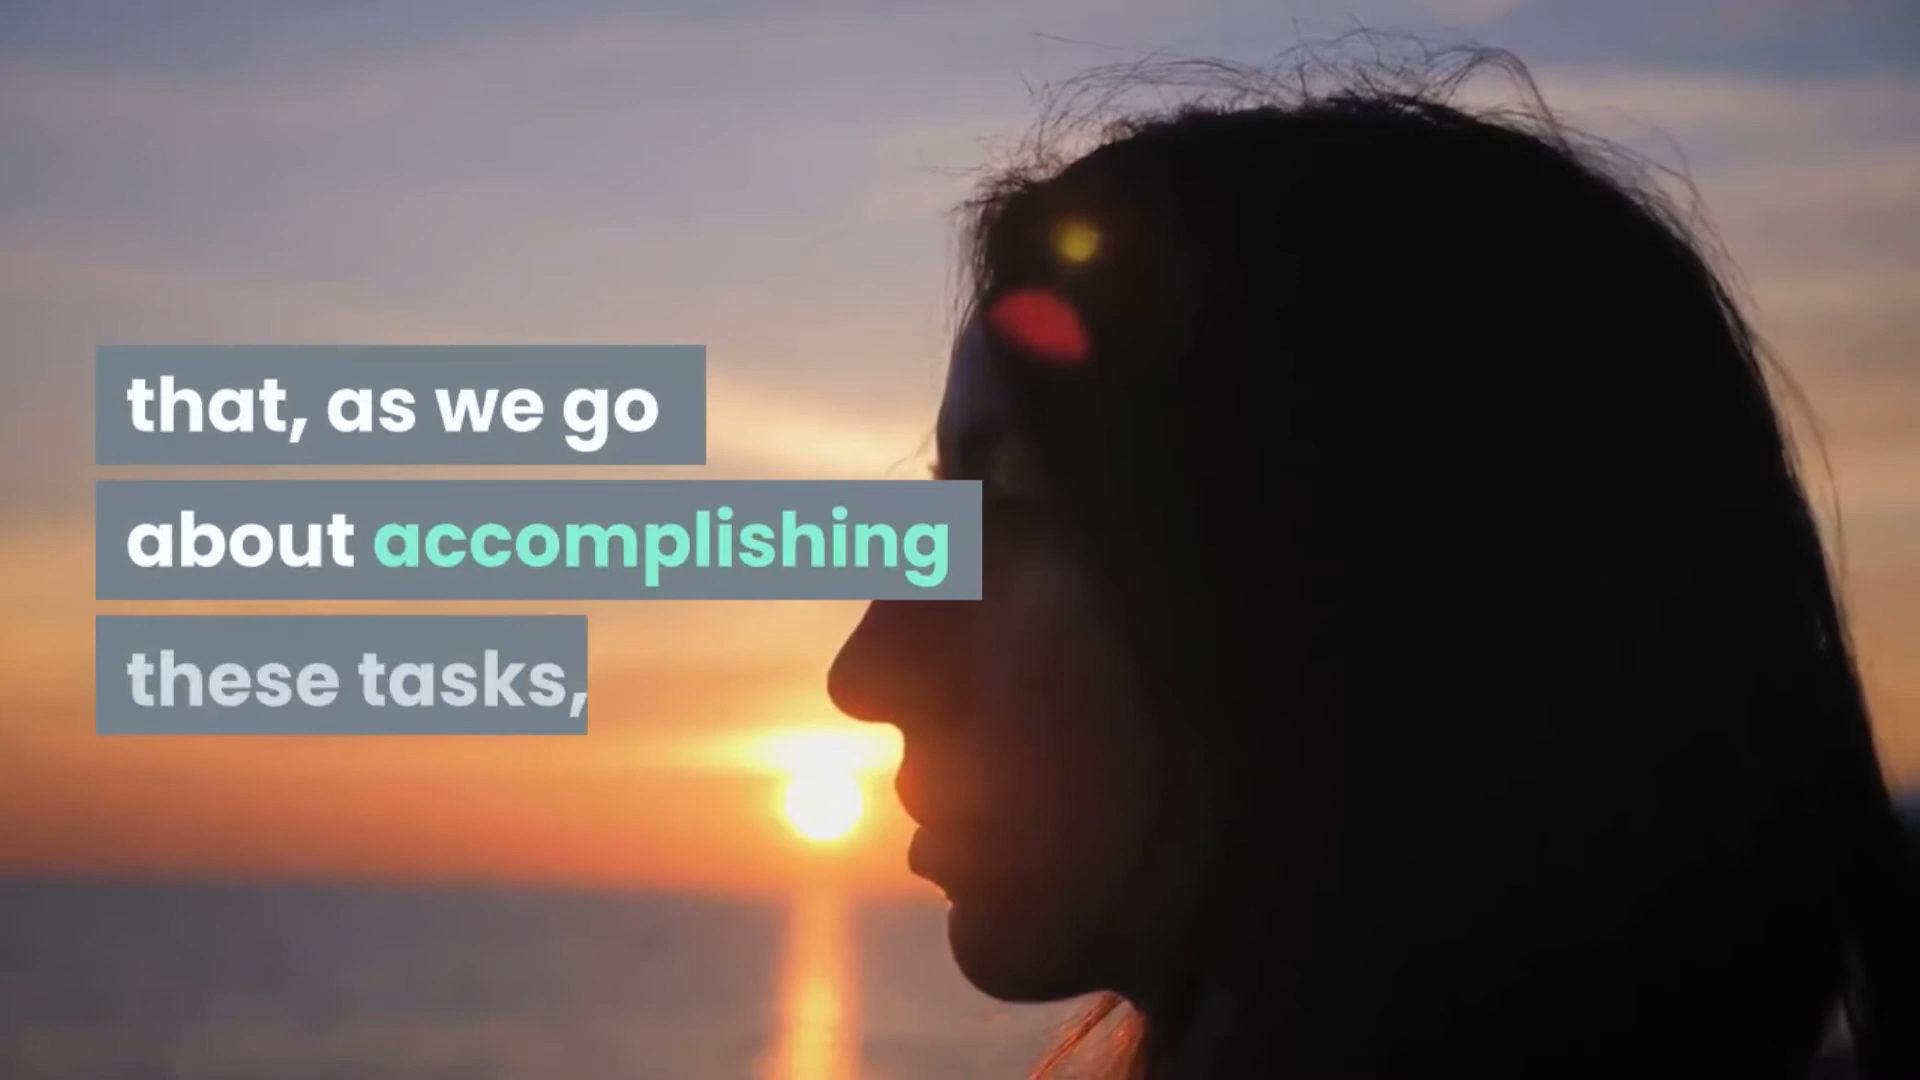 that, as we go
about accomplishing
these tasks,